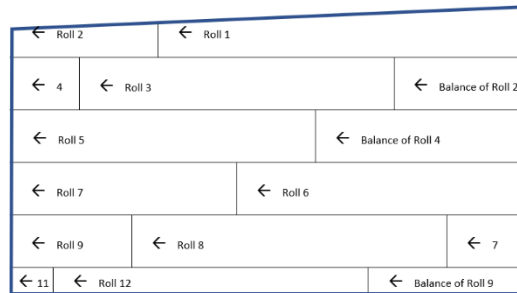 ← Roll 2 ← Roll 1
← 4 ← Roll 3 ← Balance of Roll 2
← Roll 5 ← Balance of Roll 4
← Roll 7 ← Roll 6
← Roll 9 ← Roll 8 ← 7
← 11 ← Roll 12 ← Balance of Roll 9